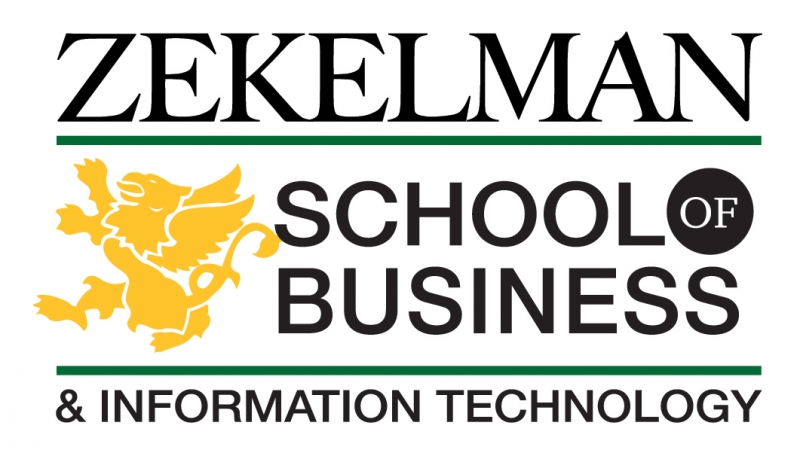 ZEKELMAN
SCHOOL OF
BUSINESS
& INFORMATION TECHNOLOGY